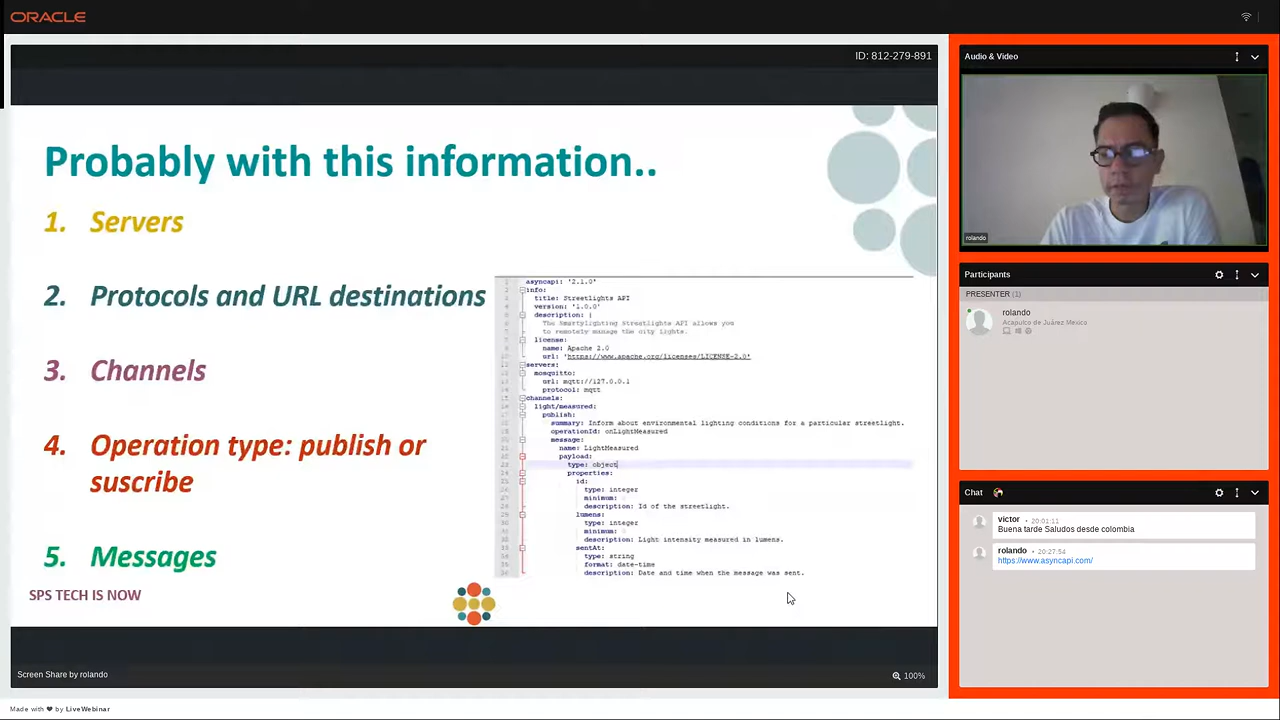 ORACLE
ID: 812-279-891
Probably with this information..
1. Servers
2. Protocols and URL destinations
3. Channels
4. Operation type: publish or
suscribe
5. Messages
SPS TECH IS NOW
asyncapi: '2.1.0'
info:
title: Streetlights API
version: '1.0.0'
description: |
The Smartylighting Streetlights API allows you
to remotely manage the city lights.
license:
name: Apache 2.0
url: 'https://www.apache.org/licenses/LICENSE-2.0'
servers:
mosquitto:
url: mqtt://127.0.0.1
protocol: mqtt
channels:
light/measured:
publish:
summary: Inform about environmental lighting conditions for a particular streetlight.
operationId: onLightMeasured
message:
name: LightMeasured
payload:
type: object
properties:
id:
type: integer
minimum:
description: Id of the streetlight.
lumens:
type: integer
minimum:
description: Light intensity measured in lumens.
sentAt:
type: string
format: date-time
description: Date and time when the message was sent.
Screen Share by rolando
100%
Made with ❤ by LiveWebinar
Audio & Video
rolando
Participants
PRESENTER (1)
rolando
Acapulco de Juárez Mexico
Chat
victor • 20:01:11
Buena tarde Saludos desde colombia
rolando • 20:27:54
https://www.asyncapi.com/